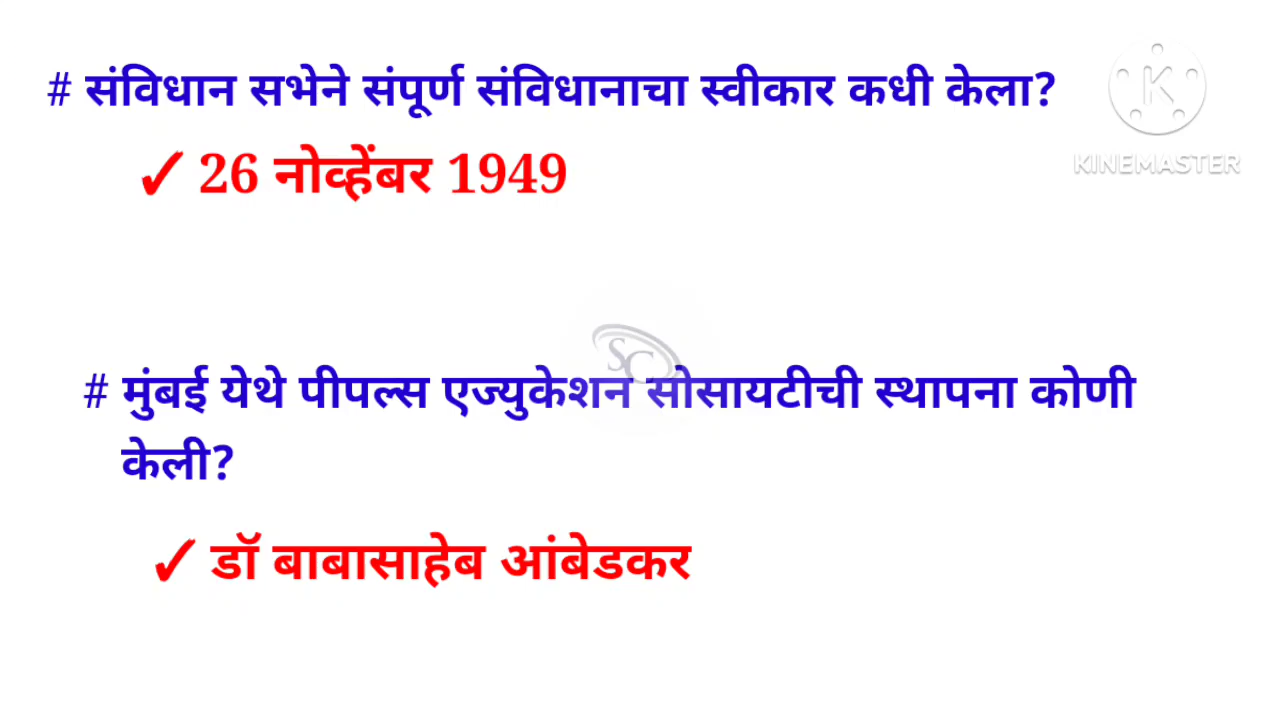 # संविधान सभेने संपूर्ण संविधानाचा स्वीकार कधी केला?
✓ 26 नोव्हेंबर 1949
KINEMASTER
SC
# मुंबई येथे पीपल्स एज्युकेशन सोसायटीची स्थापना कोणी
केली?
✓ डॉ बाबासाहेब आंबेडकर